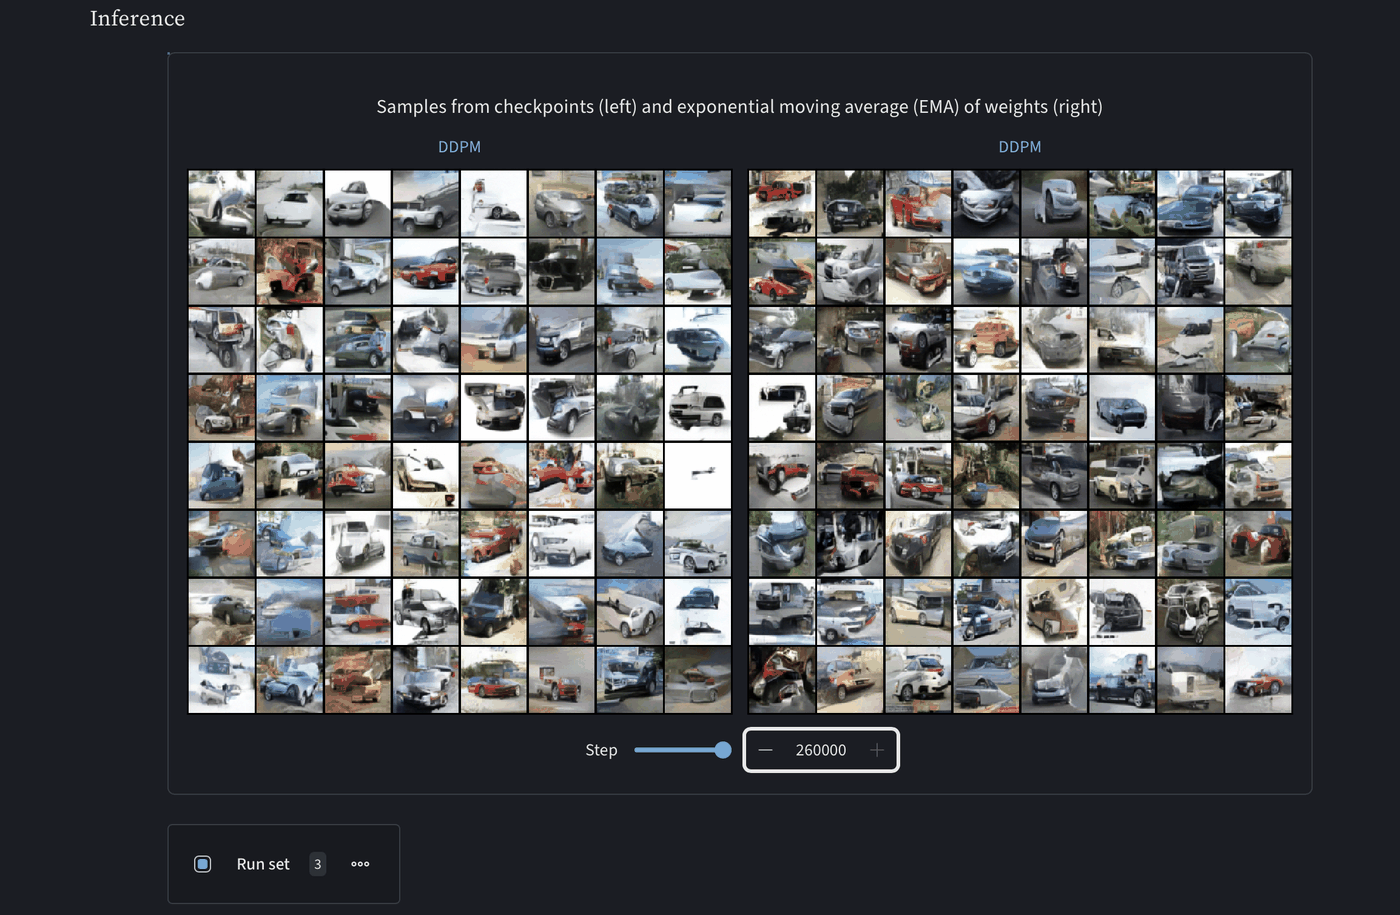 Inference
Samples from checkpoints (left) and exponential moving average (EMA) of weights (right)
DDPM
DDPM
Step
260000
Run set
3